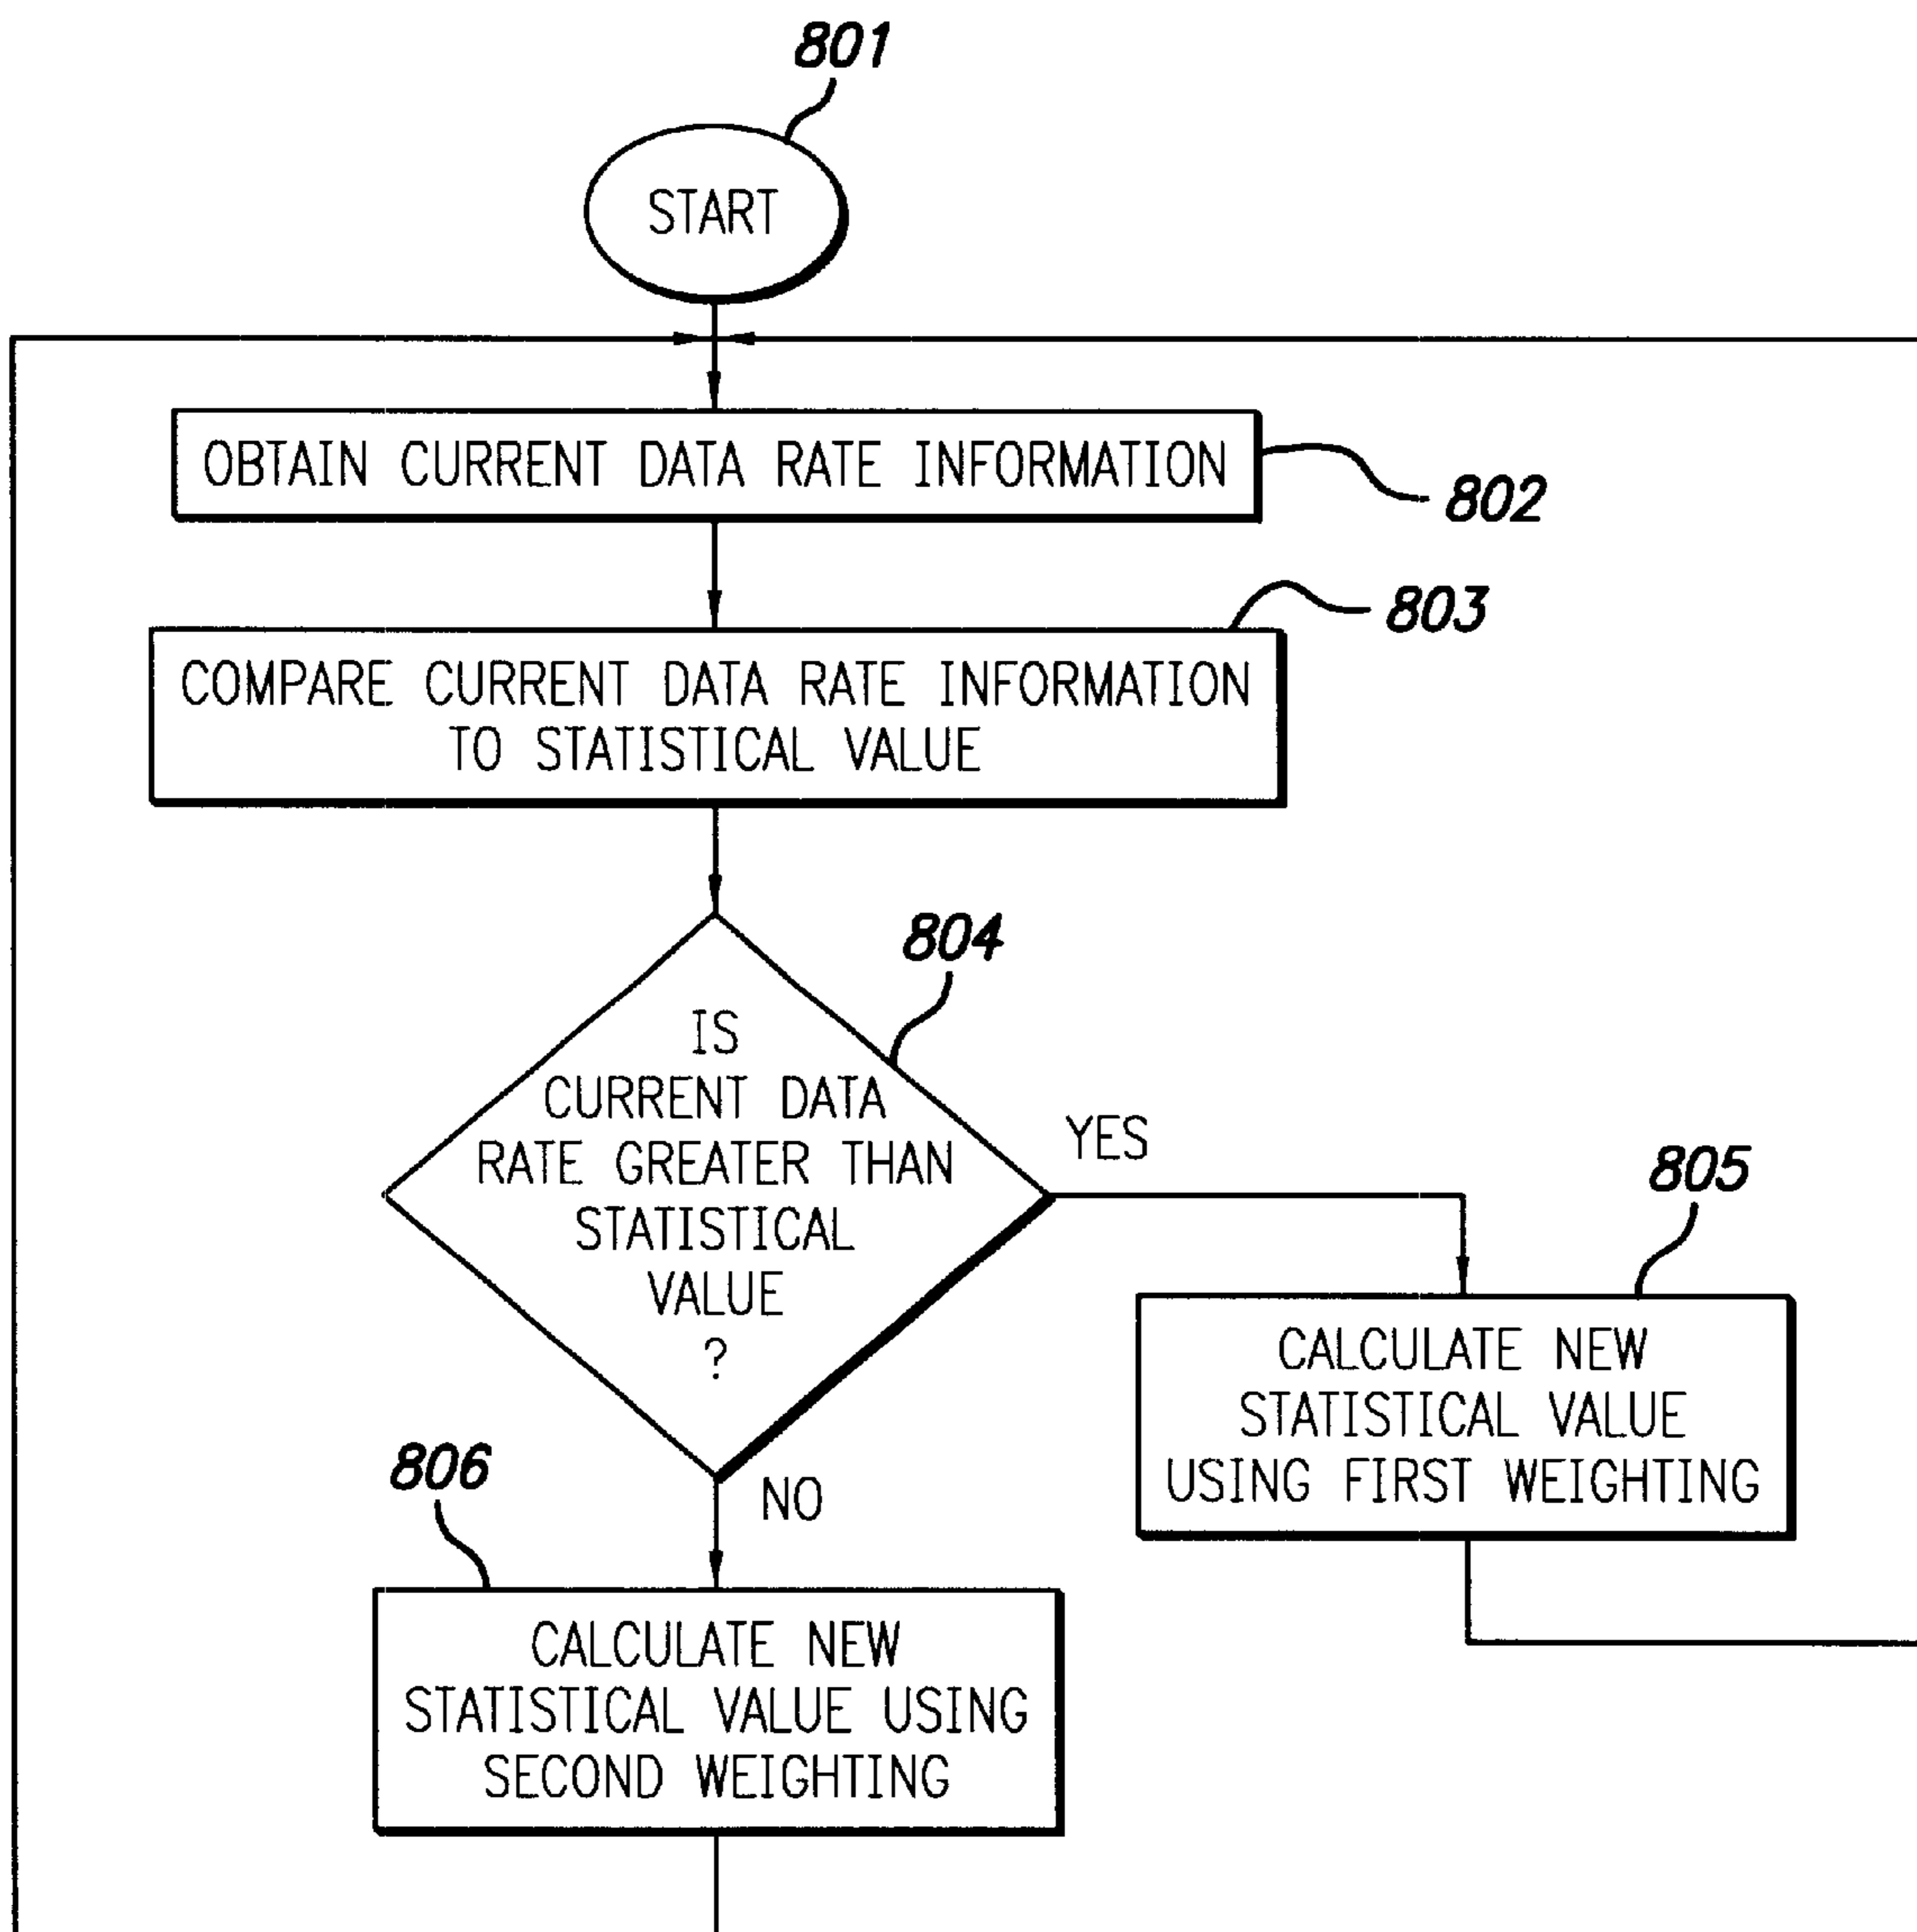 801
START
OBTAIN CURRENT DATA RATE INFORMATION
802
803
COMPARE CURRENT DATA RATE INFORMATION
TO STATISTICAL VALUE
804
IS
CURRENT DATA
RATE GREATER THAN
STATISTICAL
VALUE
?
YES
805
CALCULATE NEW
STATISTICAL VALUE
USING FIRST WEIGHTING
806
NO
CALCULATE NEW
STATISTICAL VALUE USING
SECOND WEIGHTING